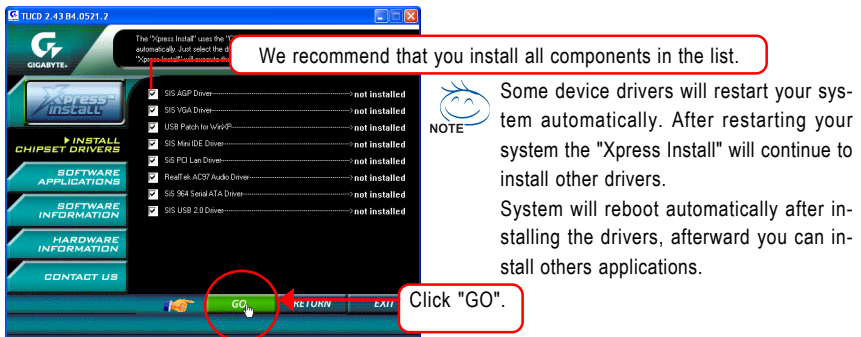 TUCD 2.43 B4.0521.2
GIGABYTE™
The "Xpress Install" uses the "C
automatically. Just select the d
"Xpress Install" will execute the
We recommend that you install all components in the list.
Xpress™
INSTALL
INSTALL
CHIPSET DRIVERS
SOFTWARE
APPLICATIONS
SOFTWARE
INFORMATION
HARDWARE
INFORMATION
CONTACT US
SIS AGP Driver not installed
SIS VGA Driver not installed
USB Patch for WinXP not installed
SIS Mini IDE Driver not installed
SiS PCI Lan Driver not installed
RealTek AC97 Audio Driver not installed
SiS 964 Serial ATA Driver not installed
SIS USB 2.0 Driver not installed
GO
RETURN
EXIT
Click "GO".
NOTE
Some device drivers will restart your sys-
tem automatically. After restarting your
system the "Xpress Install" will continue to
install other drivers.
System will reboot automatically after in-
stalling the drivers, afterward you can in-
stall others applications.